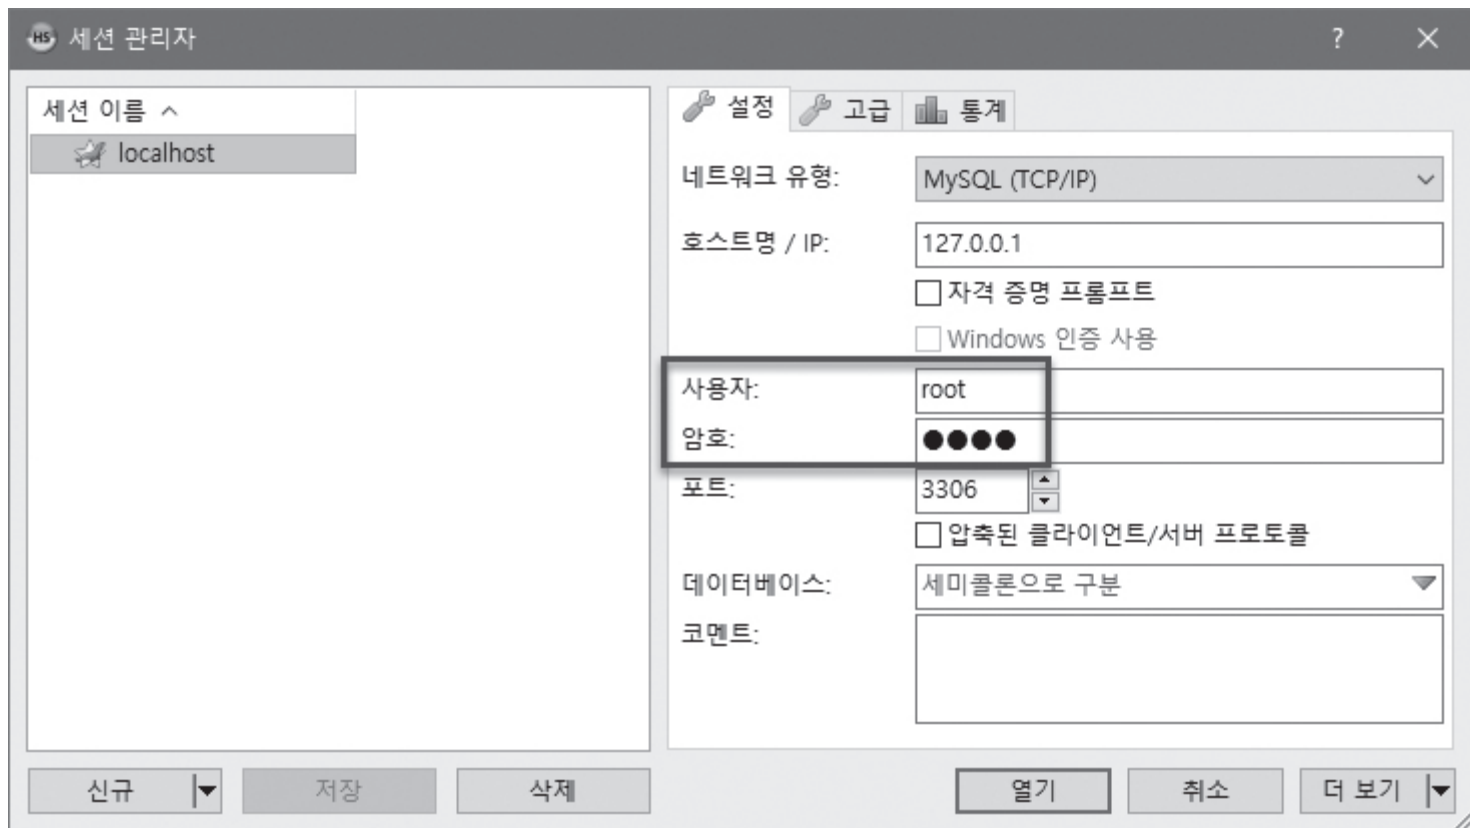 HS 세션 관리자 ?
세션 이름
localhost
설정 고급 통계
네트워크 유형: MySQL (TCP/IP)
호스트명 / IP: 127.0.0.1
자격 증명 프롬프트
Windows 인증 사용
사용자: root
암호: ●●●●
포트: 3306
압축된 클라이언트/서버 프로토콜
데이터베이스: 세미콜론으로 구분
코멘트:
신규 저장 삭제 열기 취소 더 보기